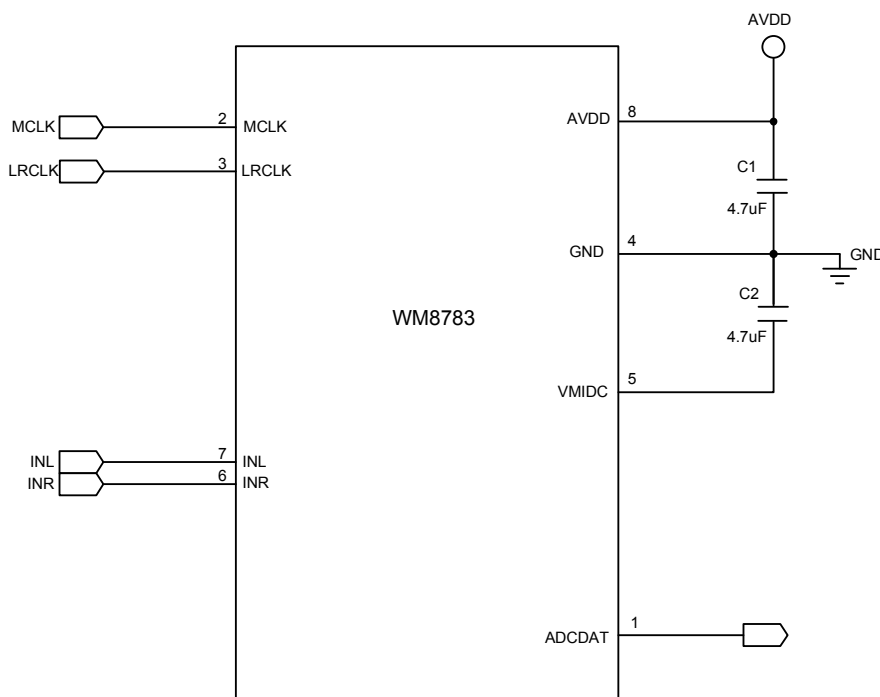 AVDD
MCLK
2
MCLK
AVDD
8
LRCLK
3
LRCLK
C1
4.7uF
GND
4
GND
C2
4.7uF
WM8783
VMIDC
5
INL
7
INL
INR
6
INR
ADCDAT
1